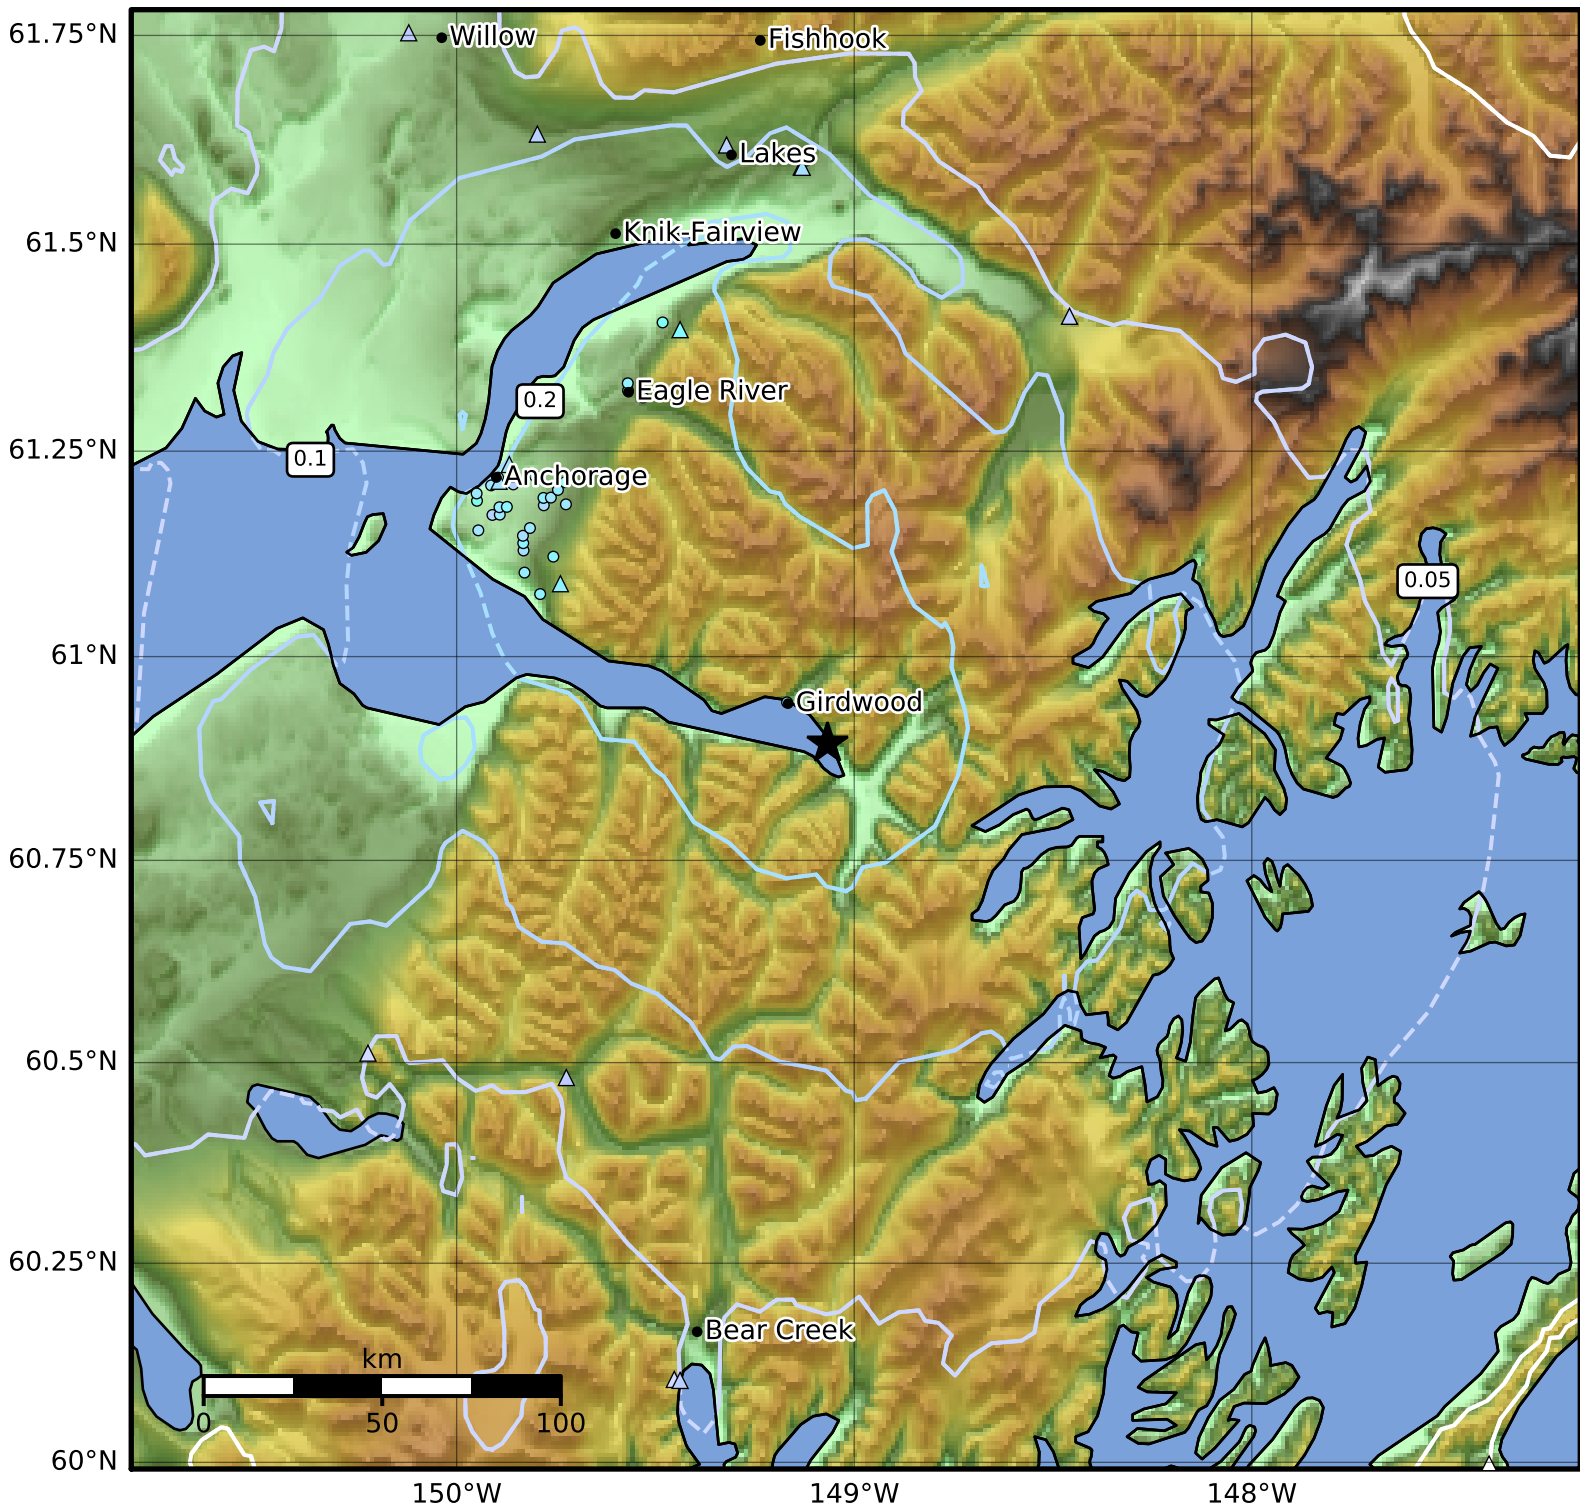 61.75°N
Willow
Fishhook
Lakes
61.5°N
Knik-Fairview
Eagle River
0.2
61.25°N
0.1
Anchorage
0.05
61°N
Girdwood
60.75°N
60.5°N
60.25°N
Bear Creek
km
0 50 100
60°N
150°W 149°W 148°W